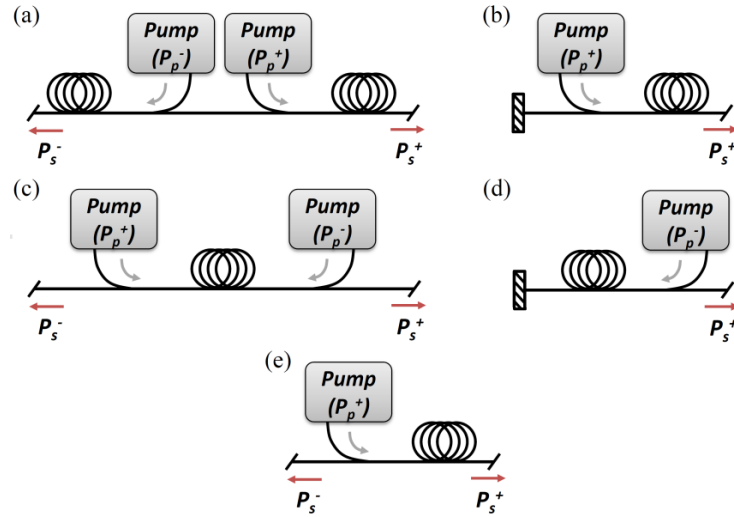 (a)
Pump
(Pp-)
Pump
(Pp+)
Ps-
Ps+
(b)
Pump
(Pp+)
Ps+
(c)
Pump
(Pp+)
Pump
(Pp-)
Ps-
Ps+
(d)
Pump
(Pp-)
Ps+
(e)
Pump
(Pp+)
Ps-
Ps+